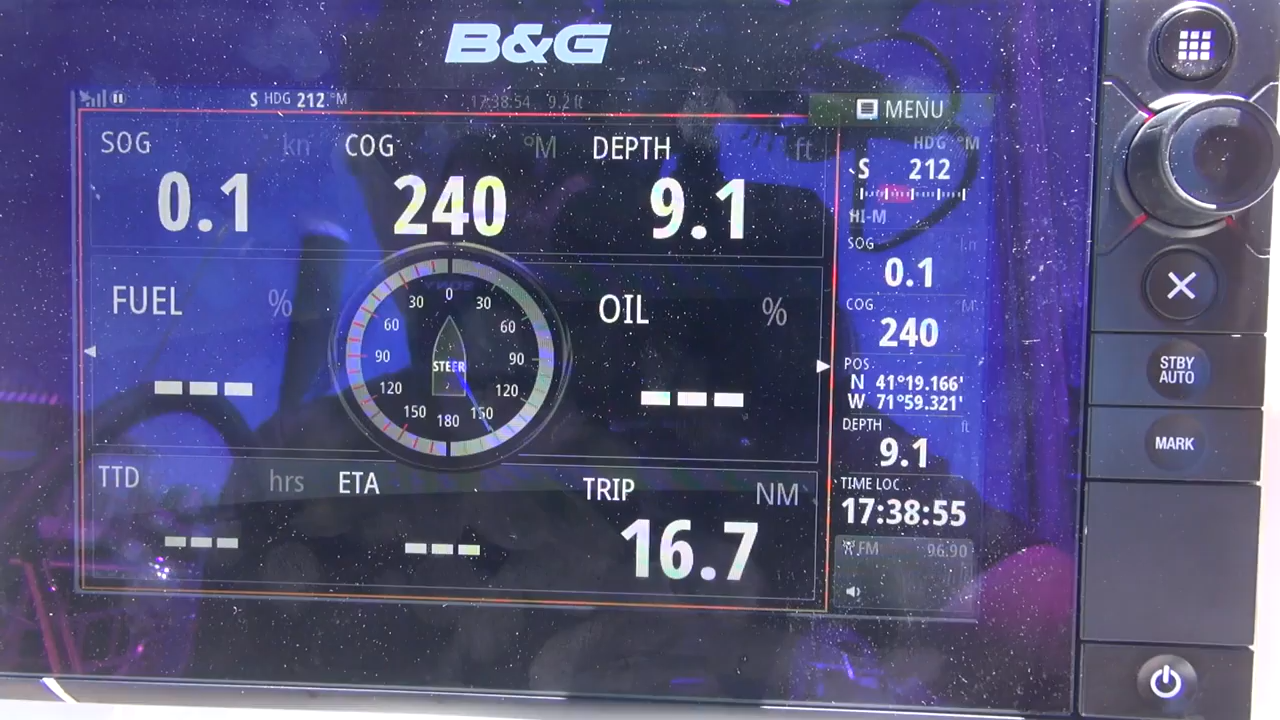 B&G
S HDG 212 °M 17:38:54 9.2 ft
MENU
SOG kn
0.1
COG °M
240
DEPTH ft
9.1
FUEL %
---
0
30 30
60 60
90 90
120 120
150 150
180
STEER
OIL %
---
TTD hrs
---
ETA
---
TRIP NM
16.7
HDG °M
S 212
HI-M
SOG kn
0.1
COG °M
240
POS
N 41°19.166'
W 71°59.321'
DEPTH ft
9.1
TIME LOC
17:38:55
FM 96.90
STBY
AUTO
MARK